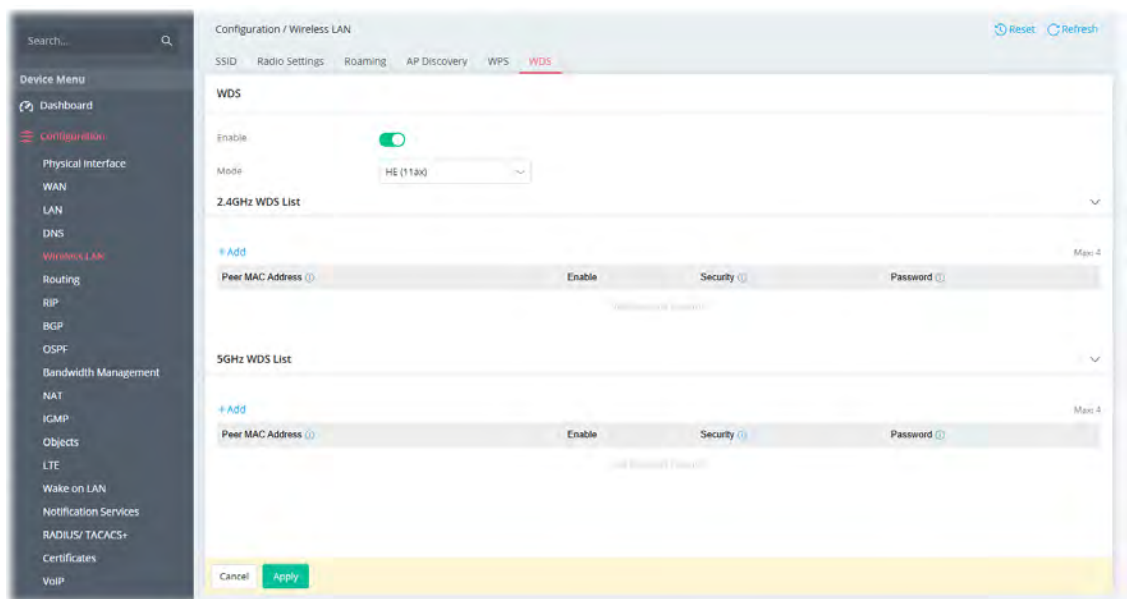 Search...
Device Menu
Dashboard
Configuration
Physical Interface
WAN
LAN
DNS
Wireless LAN
Routing
RIP
BGP
OSPF
Bandwidth Management
NAT
IGMP
Objects
LTE
Wake on LAN
Notification Services
RADIUS/ TACACS+
Certificates
VoIP
Configuration / Wireless LAN
Reset Refresh
SSID Radio Settings Roaming AP Discovery WPS WDS
WDS
Enable
Mode HE (11ax)
2.4GHz WDS List
+ Add Max: 4
Peer MAC Address Enable Security Password
5GHz WDS List
+ Add Max: 4
Peer MAC Address Enable Security Password
Cancel Apply